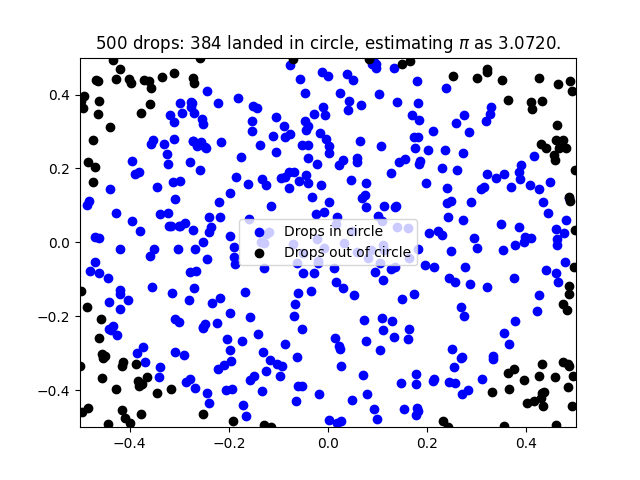 500 drops: 384 landed in circle, estimating π as 3.0720.
0.4
0.2
0.0
−0.2
−0.4
Drops in circle
Drops out of circle
−0.4 −0.2 0.0 0.2 0.4